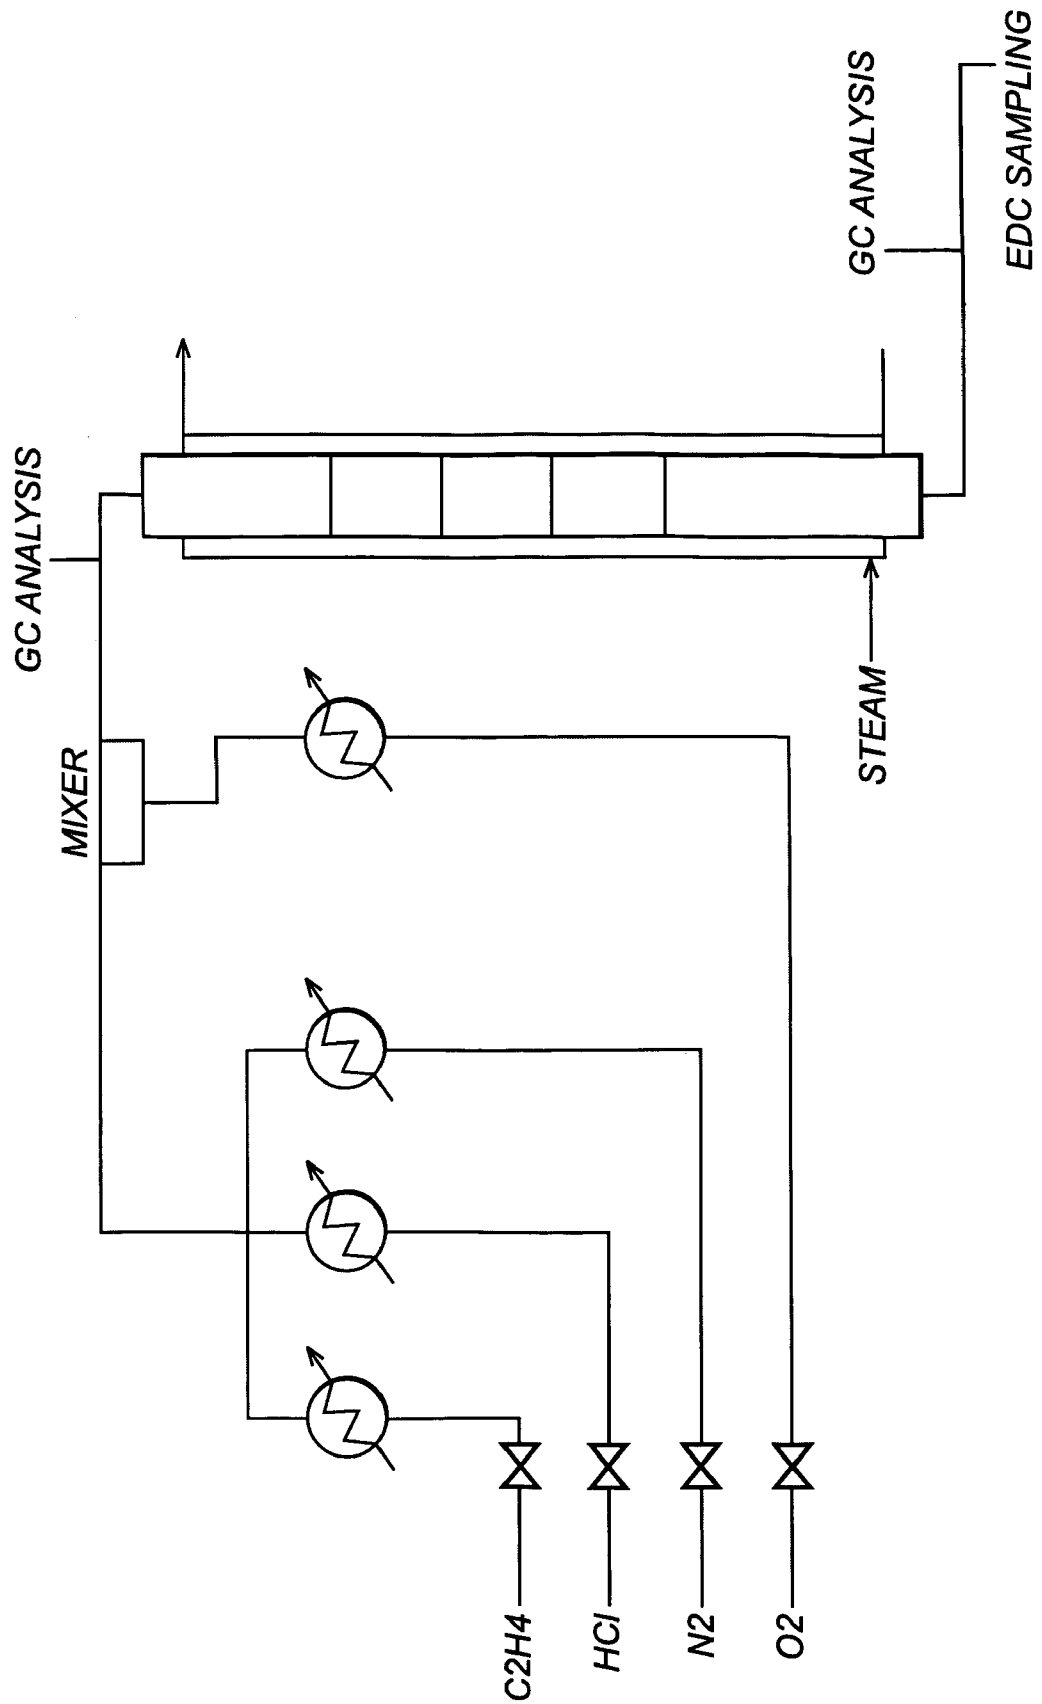 GC ANALYSIS
MIXER
C2H4
HCl
N2
O2
STEAM
GC ANALYSIS
EDC SAMPLING